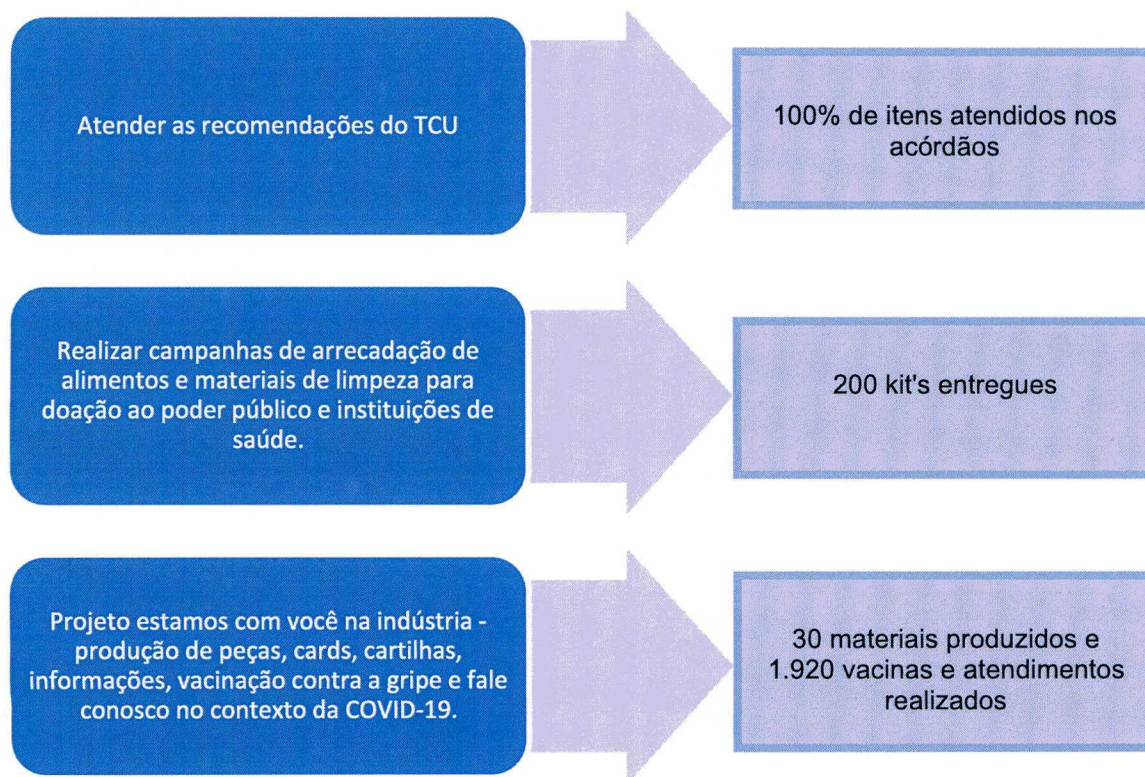 Atender as recomendações do TCU
100% de itens atendidos nos
acórdãos
Realizar campanhas de arrecadação de
alimentos e materiais de limpeza para
doação ao poder público e instituições de
saúde.
200 kit's entregues
Projeto estamos com você na indústria -
produção de peças, cards, cartilhas,
informações, vacinação contra a gripe e fale
conosco no contexto da COVID-19.
30 materiais produzidos e
1.920 vacinas e atendimentos
realizados